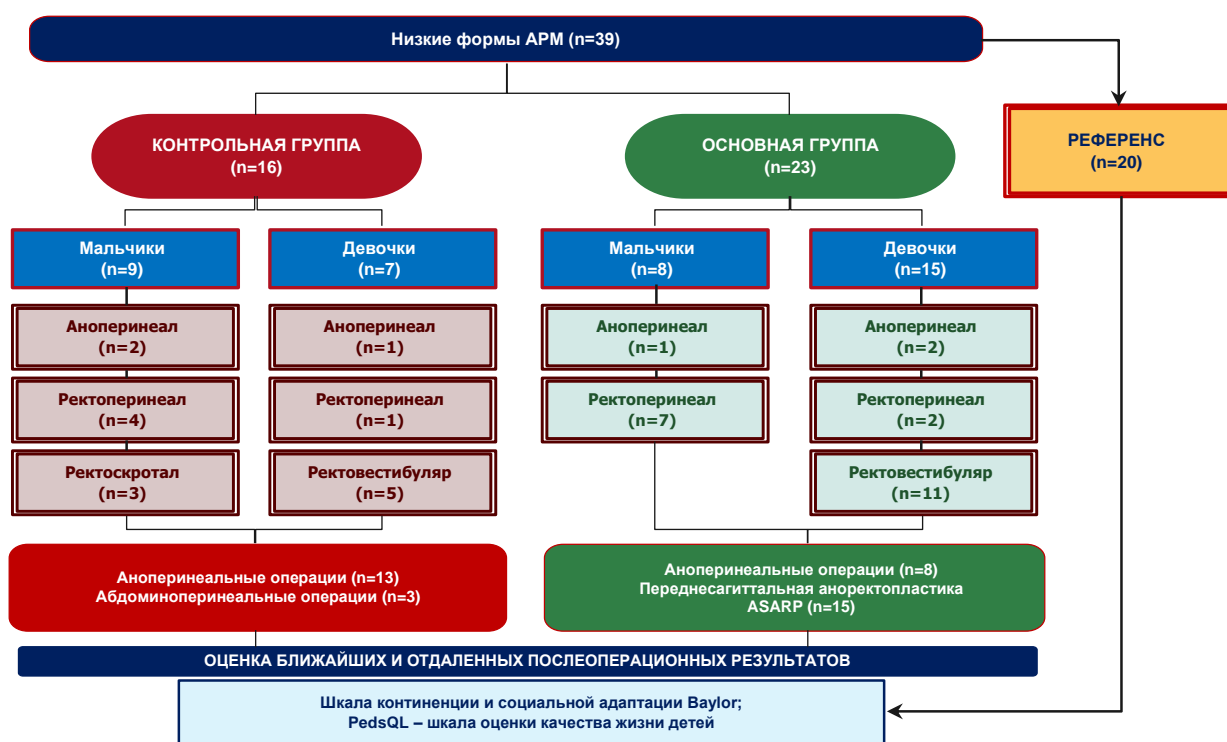 Низкие формы АРМ (n=39)
КОНТРОЛЬНАЯ ГРУППА
(n=16)
ОСНОВНАЯ ГРУППА
(n=23)
РЕФЕРЕНС
(n=20)
Мальчики
(n=9)
Девочки
(n=7)
Мальчики
(n=8)
Девочки
(n=15)
Аноперинеал
(n=2)
Аноперинеал
(n=1)
Аноперинеал
(n=1)
Аноперинеал
(n=2)
Ректоперинеал
(n=4)
Ректоперинеал
(n=1)
Ректоперинеал
(n=7)
Ректоперинеал
(n=2)
Ректоскротал
(n=3)
Ректовестибуляр
(n=5)
Ректовестибуляр
(n=11)
Аноперинеальные операции (n=13)
Абдоминоперинеальные операции (n=3)
Аноперинеальные операции (n=8)
Переднесагиттальная аноректопластика
ASARP (n=15)
ОЦЕНКА БЛИЖАЙШИХ И ОТДАЛЕННЫХ ПОСЛЕОПЕРАЦИОННЫХ РЕЗУЛЬТАТОВ
Шкала континенции и социальной адаптации Baylor;
PedsQL – шкала оценки качества жизни детей